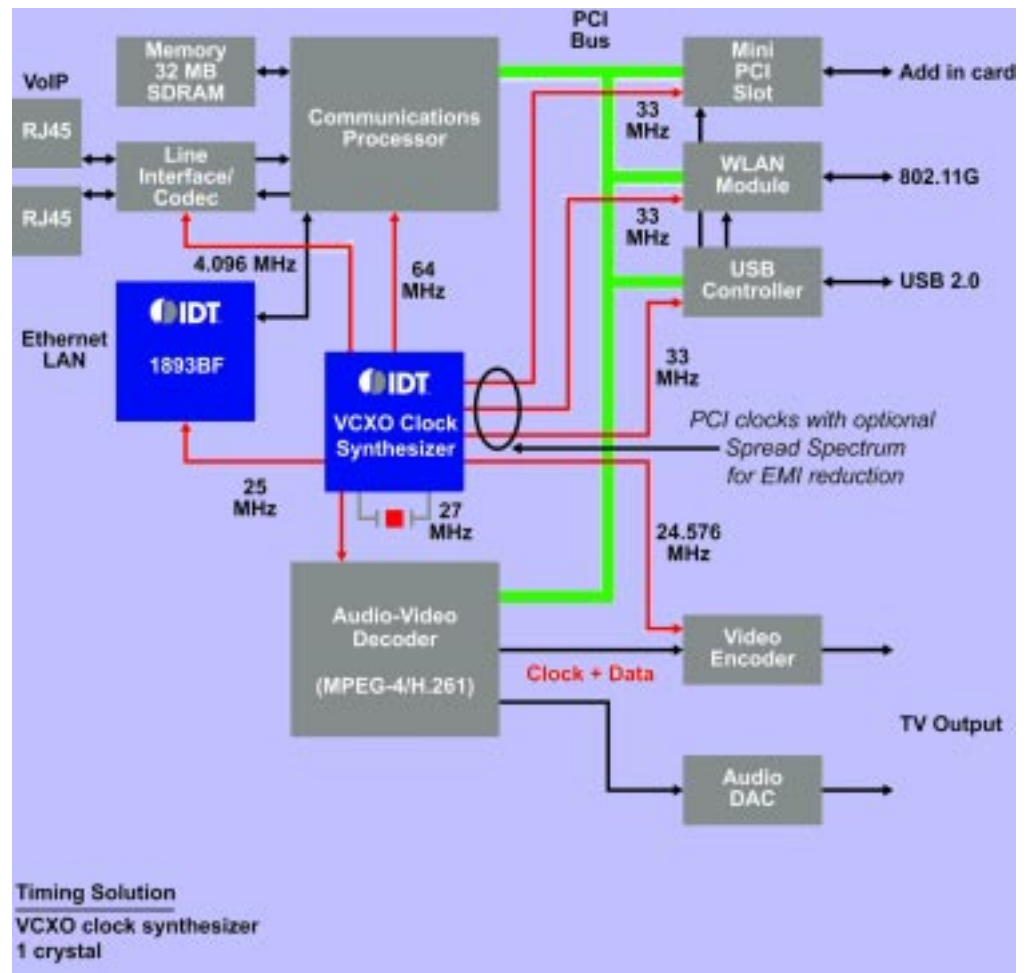 PCI
Bus
Memory
32 MB
SDRAM
Communications
Processor
Mini
PCI
Slot
Add in card
VoIP
RJ45
RJ45
Line
Interface/
Codec
33
MHz
WLAN
Module
802.11G
33
MHz
4.096 MHz
64
MHz
USB
Controller
USB 2.0
Ethernet
LAN
IDT
1893BF
33
MHz
IDT
VCXO Clock
Synthesizer
PCI clocks with optional
Spread Spectrum
for EMI reduction
25
MHz
27
MHz
24.576
MHz
Audio-Video
Decoder
(MPEG-4/H.261)
Clock + Data
Video
Encoder
TV Output
Audio
DAC
Timing Solution
VCXO clock synthesizer
1 crystal